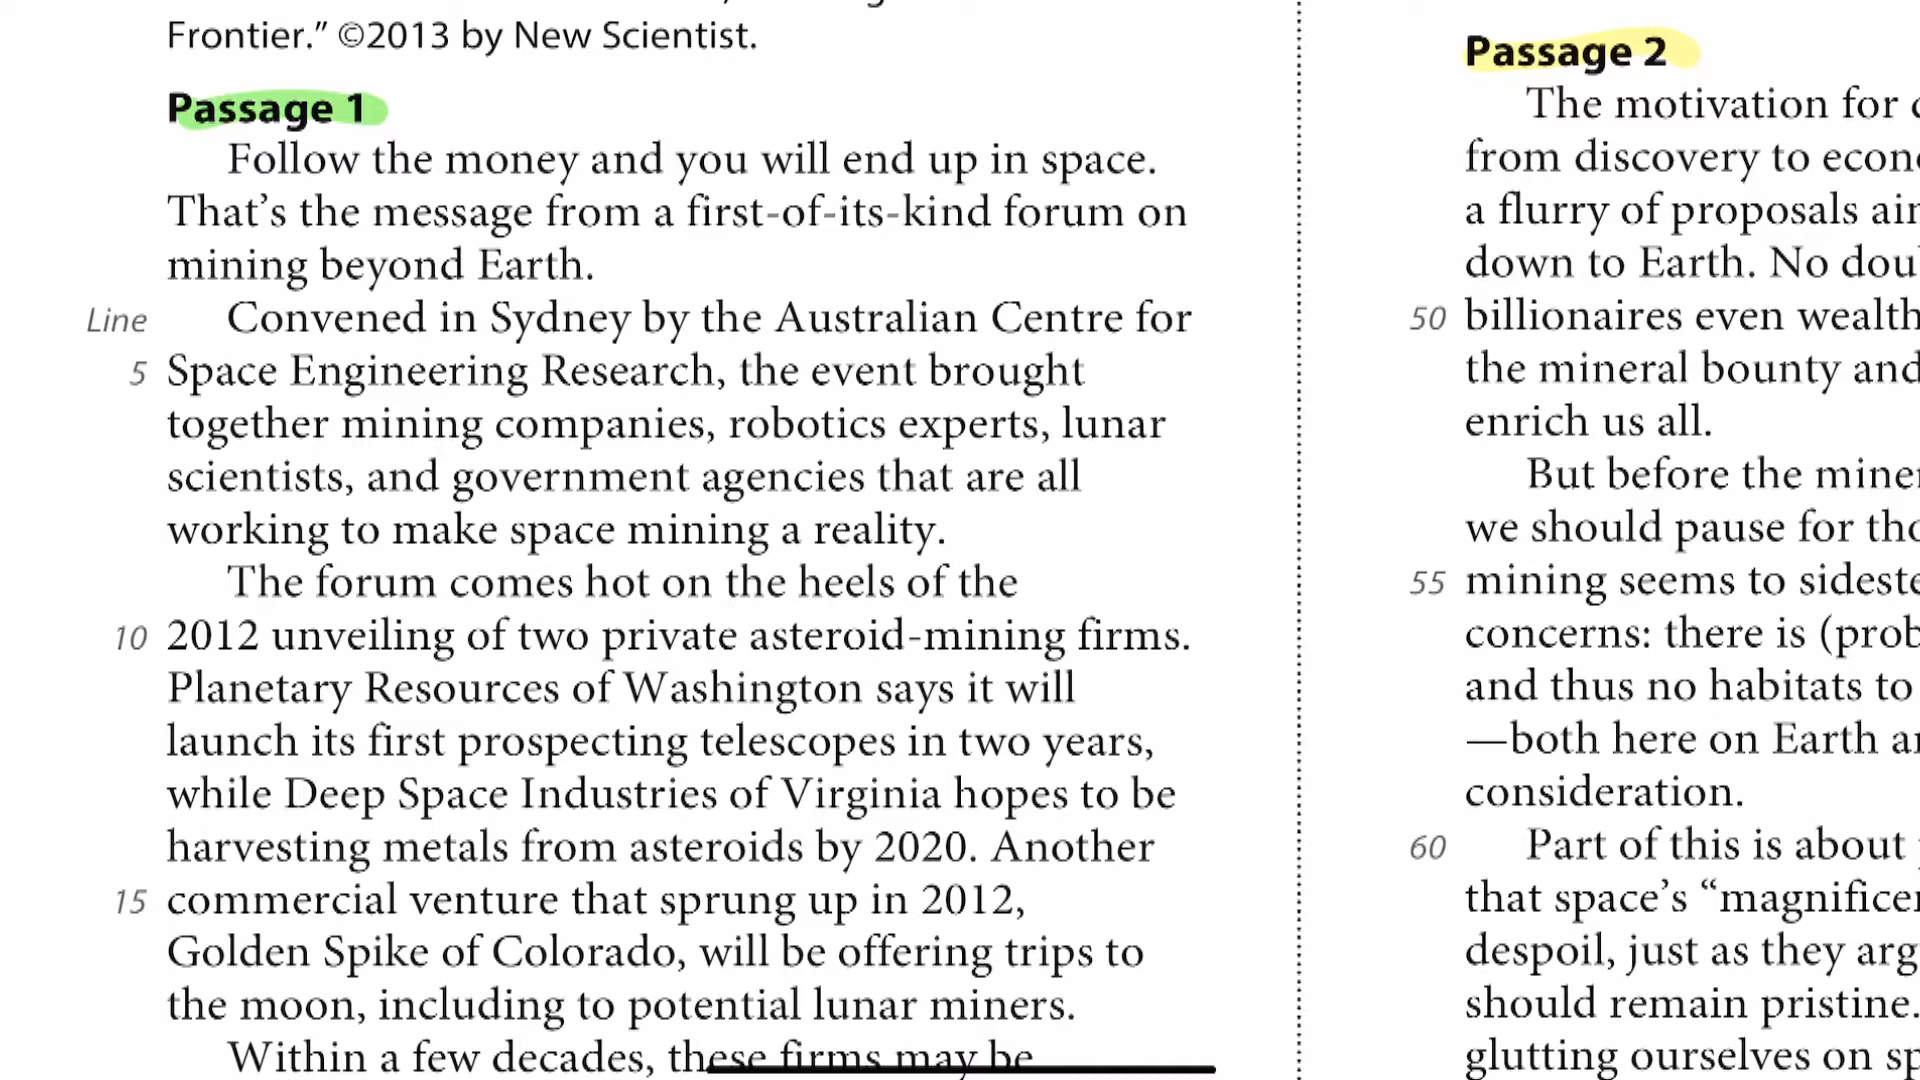 Frontier.” ©2013 by New Scientist.
Passage 1
Follow the money and you will end up in space.
That’s the message from a first-of-its-kind forum on
mining beyond Earth.
Line Convened in Sydney by the Australian Centre for
5 Space Engineering Research, the event brought
together mining companies, robotics experts, lunar
scientists, and government agencies that are all
working to make space mining a reality.
The forum comes hot on the heels of the
10 2012 unveiling of two private asteroid-mining firms.
Planetary Resources of Washington says it will
launch its first prospecting telescopes in two years,
while Deep Space Industries of Virginia hopes to be
harvesting metals from asteroids by 2020. Another
15 commercial venture that sprung up in 2012,
Golden Spike of Colorado, will be offering trips to
the moon, including to potential lunar miners.
Within a few decades, these firms may be
Passage 2
The motivation for
from discovery to
a flurry of proposals
down to Earth. No
50 billionaires even
the mineral bounty and
enrich us all.
But before the
we should pause for
55 mining seems to
concerns: there is
and thus no habitats to
—both here on Earth
consideration.
60 Part of this is about
that space’s
despoil, just as they
should remain pristine.
glutting ourselves on